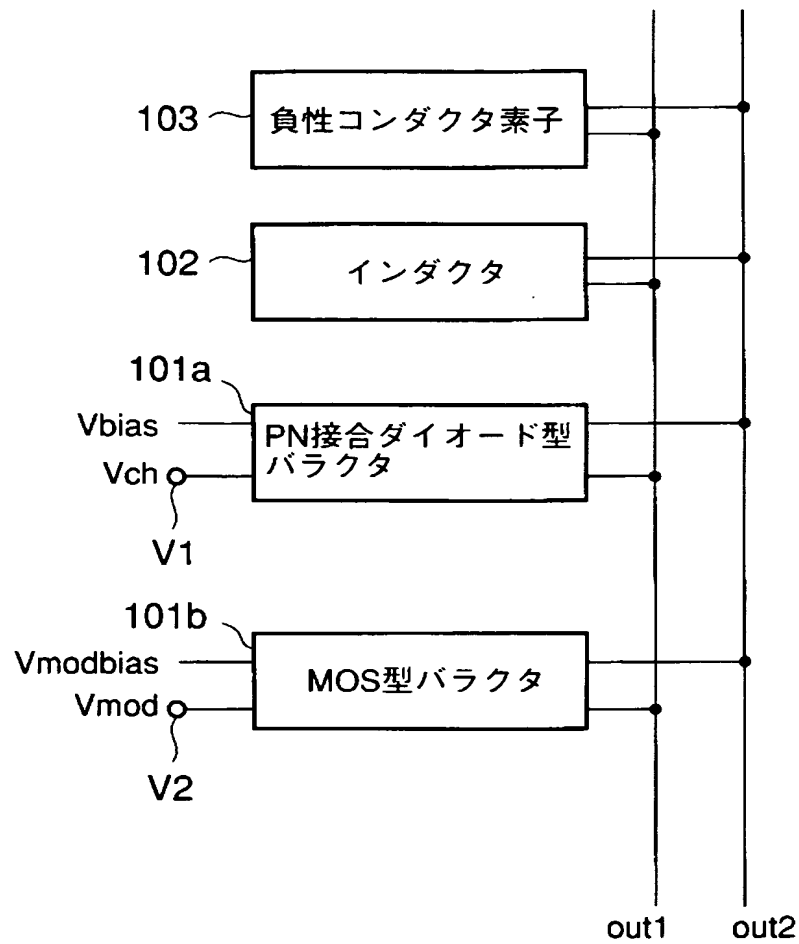 103
負性コンダクタ素子
102
インダクタ
101a
Vbias
PN接合ダイオード型
バラクタ
Vch
V1
101b
Vmodbias
MOS型バラクタ
Vmod
V2
out1
out2